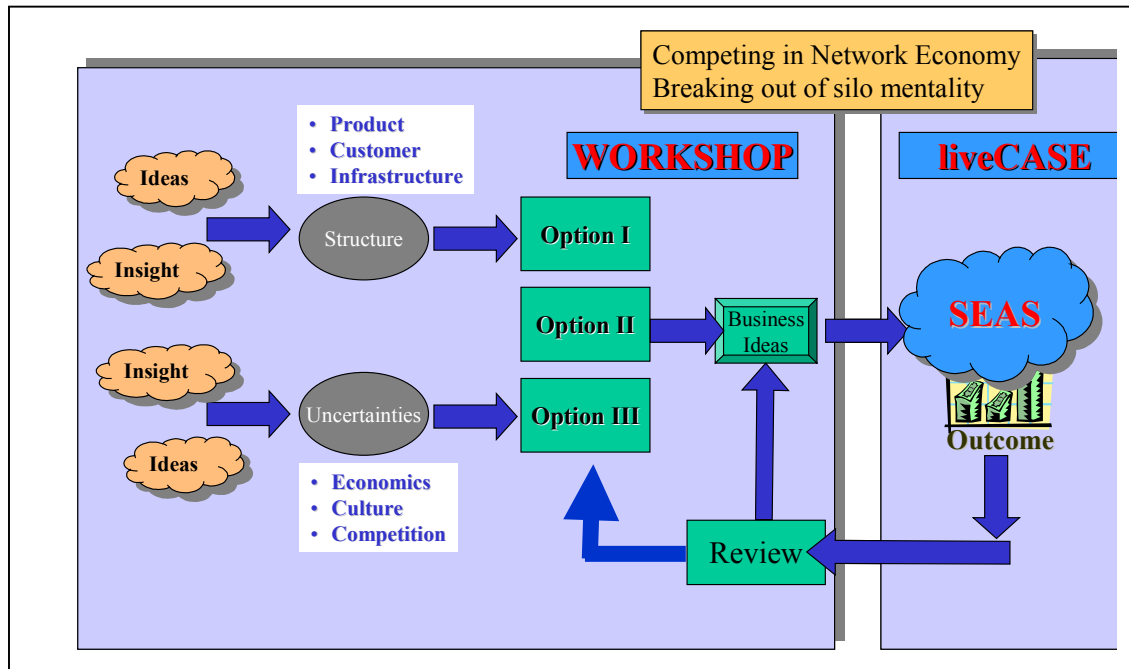 Competing in Network Economy
Breaking out of silo mentality
• Product
• Customer
• Infrastructure
WORKSHOP
liveCASE
Ideas
Insight
Structure
Option I
Option II
Business
Ideas
SEAS
Insight
Ideas
Uncertainties
Option III
Outcome
• Economics
• Culture
• Competition
Review